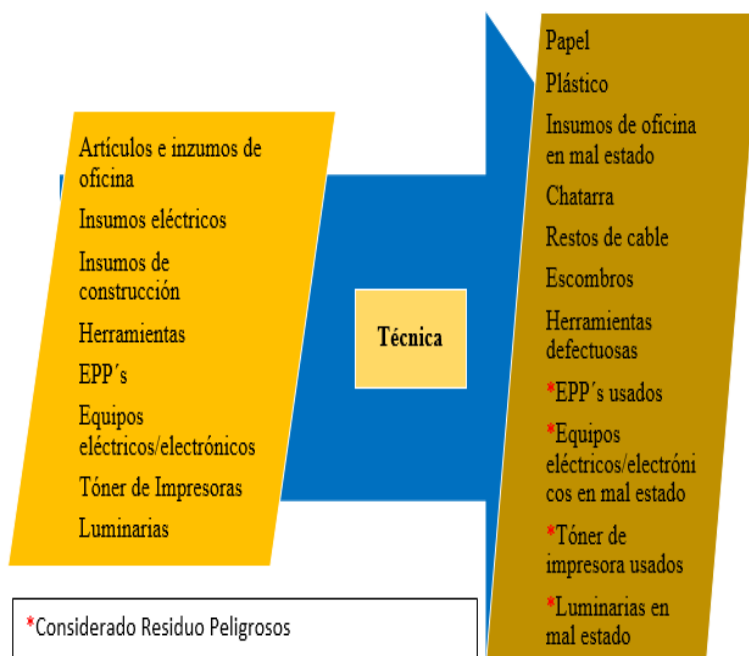 Artículos e inzumos de
oficina
Insumos eléctricos
Insumos de
construcción
Herramientas
EPP´s
Equipos
eléctricos/electrónicos
Tóner de Impresoras
Luminarias
Técnica
Papel
Plástico
Insumos de oficina
en mal estado
Chatarra
Restos de cable
Escombros
Herramientas
defectuosas
*EPP´s usados
*Equipos
eléctricos/electróni
cos en mal estado
*Tóner de
impresora usados
*Luminarias en
mal estado
*Considerado Residuo Peligrosos